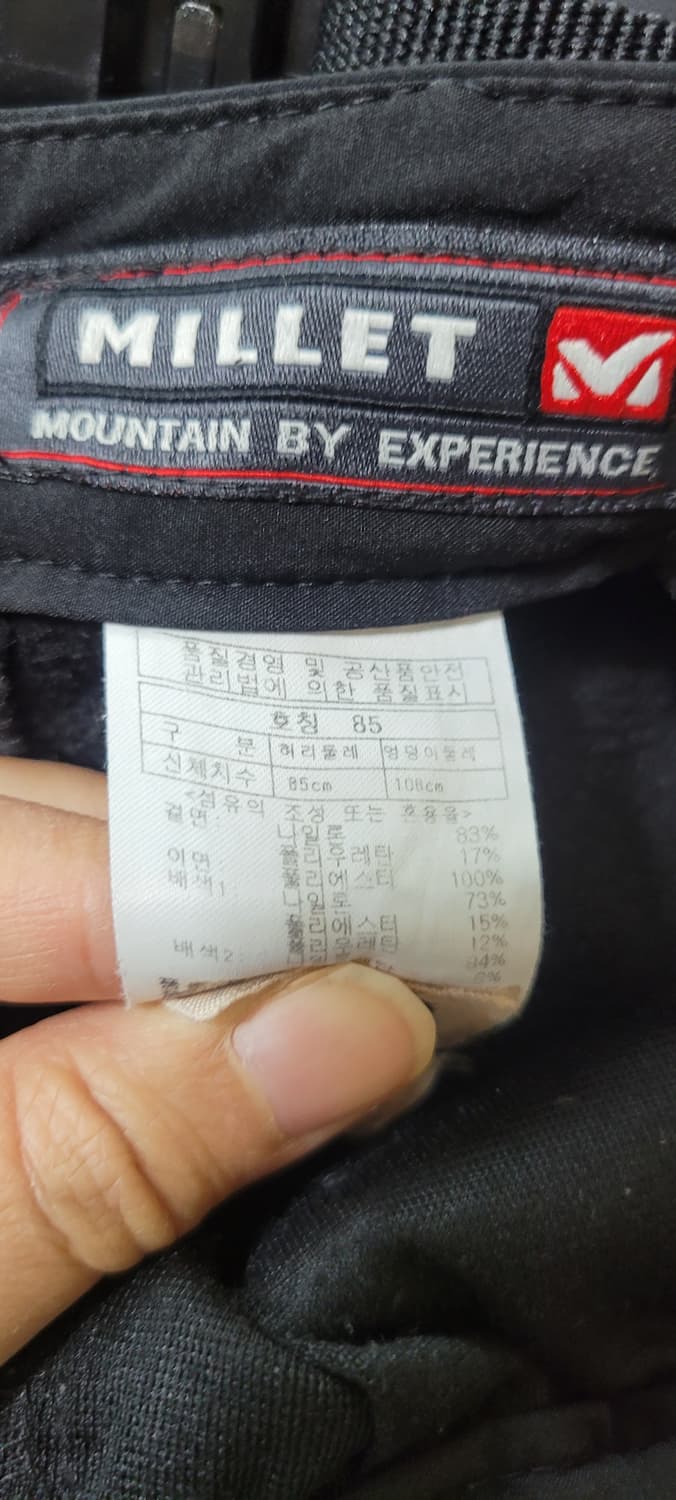 MILLET
MOUNTAIN BY EXPERIENCE
품질경영 및 공산품안전
관리법에 의한 품질표시
호칭 85
구 분 허리둘레 엉덩이둘레
신체치수 85cm 108cm
<섬유의 조성 또는 혼용율>
겉면:
나일론 83%
폴리우레탄 17%
이면 폴리에스터 100%
배색1 나일론 73%
폴리에스터 15%
폴리우레탄 12%
배색2 84%